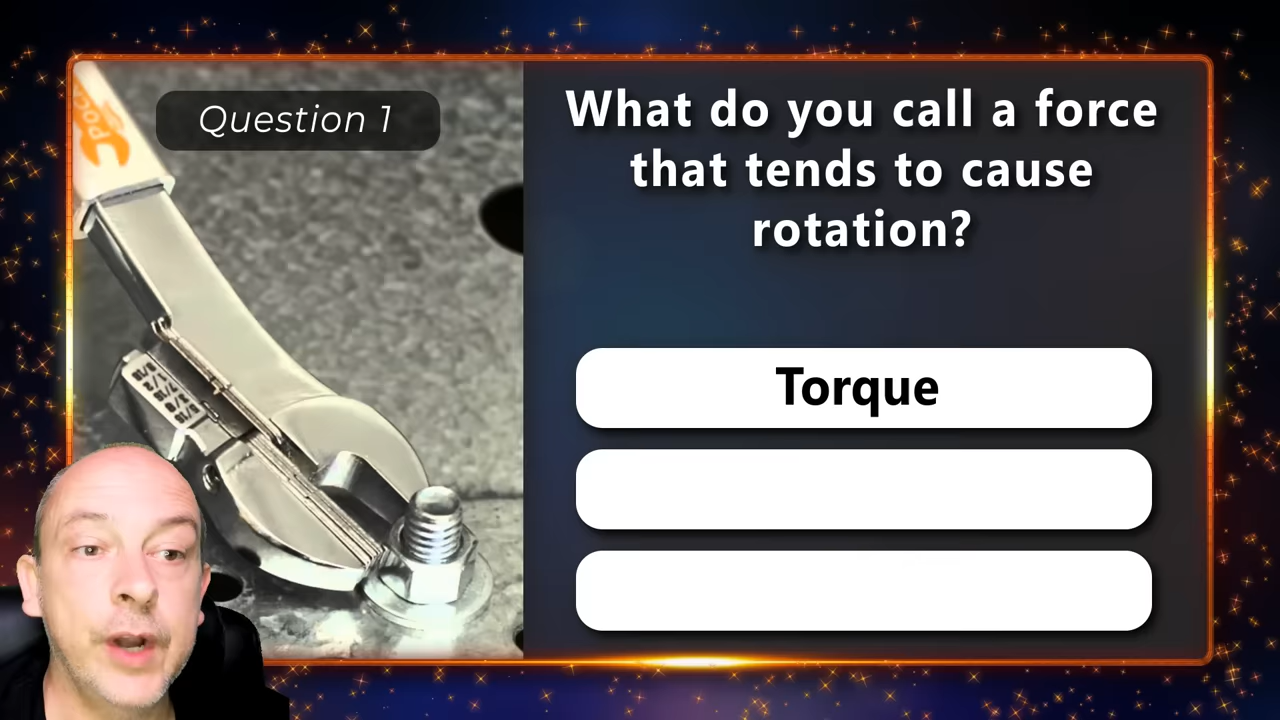 Question 1
What do you call a force
that tends to cause
rotation?
Torque